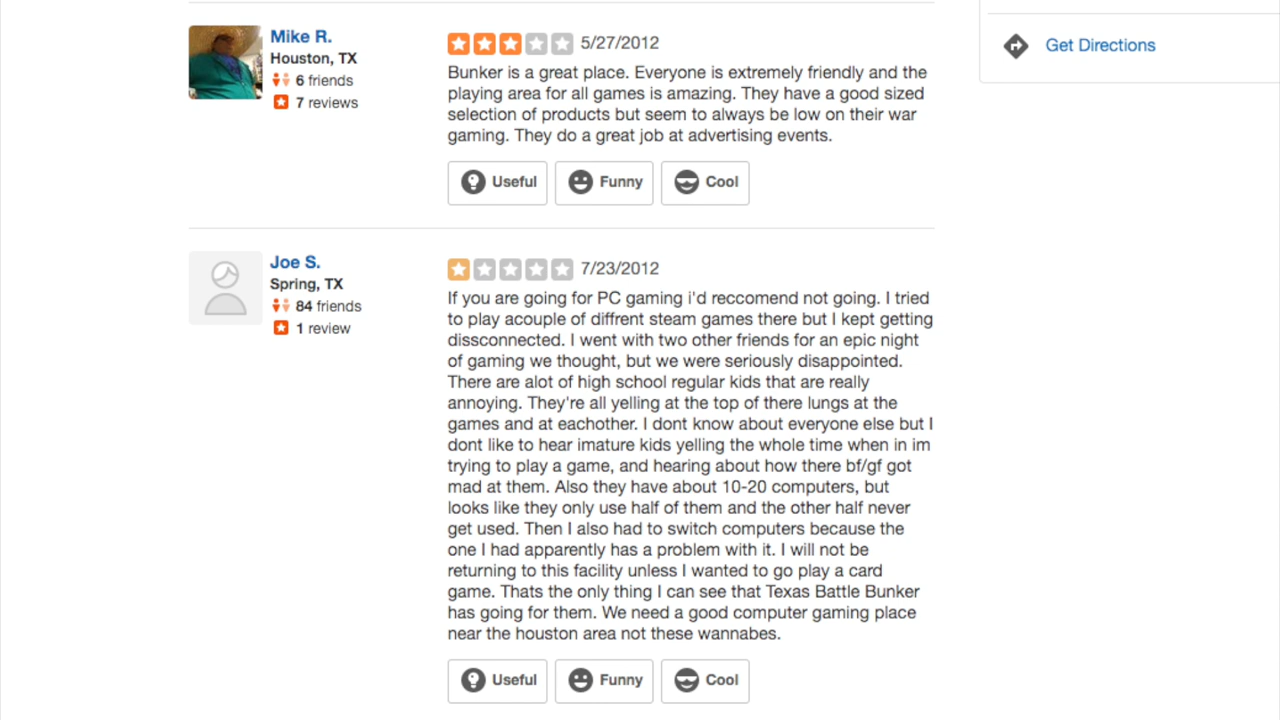 Mike R.
Houston, TX
6 friends
7 reviews
5/27/2012
Bunker is a great place. Everyone is extremely friendly and the
playing area for all games is amazing. They have a good sized
selection of products but seem to always be low on their war
gaming. They do a great job at advertising events.
Useful
Funny
Cool
Get Directions
Joe S.
Spring, TX
84 friends
1 review
7/23/2012
If you are going for PC gaming i'd reccomend not going. I tried
to play acouple of diffrent steam games there but I kept getting
dissconnected. I went with two other friends for an epic night
of gaming we thought, but we were seriously disappointed.
There are alot of high school regular kids that are really
annoying. They're all yelling at the top of there lungs at the
games and at eachother. I dont know about everyone else but I
dont like to hear imature kids yelling the whole time when in im
trying to play a game, and hearing about how there bf/gf got
mad at them. Also they have about 10-20 computers, but
looks like they only use half of them and the other half never
get used. Then I also had to switch computers because the
one I had apparently has a problem with it. I will not be
returning to this facility unless I wanted to go play a card
game. Thats the only thing I can see that Texas Battle Bunker
has going for them. We need a good computer gaming place
near the houston area not these wannabes.
Useful
Funny
Cool